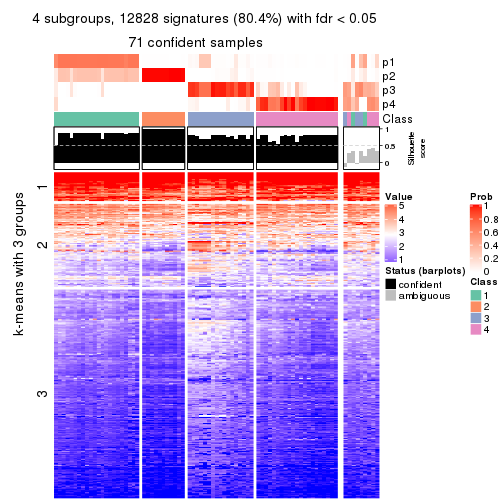 4 subgroups, 12828 signatures (80.4%) with fdr < 0.05
71 confident samples
p1
p2
p3
p4
Class
1
0.5
0
Silhouette
score
k-means with 3 groups
1
2
3
Value
5
4
3
2
1
Status (barplots)
confident
ambiguous
Prob
1
0.8
0.6
0.4
0.2
0
Class
1
2
3
4